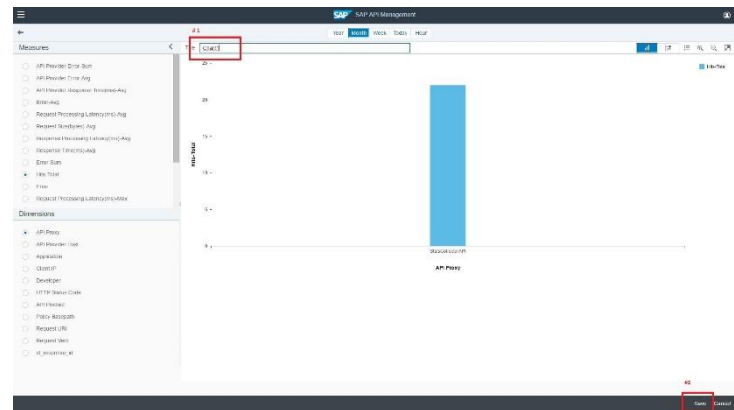 SAP SAP API Management
#1
Year Month Week Today Hour
Measures
Title
API Provider Error-Sum
API Provider Error-Avg
API Provider Response Time(ms)-Avg
Error-Avg
Request Processing Latency(ms)-Avg
Request Size(bytes)-Avg
Response Processing Latency(ms)-Avg
Response Time(ms)-Avg
Error-Sum
Hits-Total
Request Processing Latency(ms)-Max
Dimensions
API Proxy
API Provider Host
Application
Client IP
Developer
HTTP Status Code
API Product
Policy Basepath
Request URI
Request Verb
25
20
15
10
5
0
Hits-Total
API Proxy
Hits-Total
#2
Save Cancel